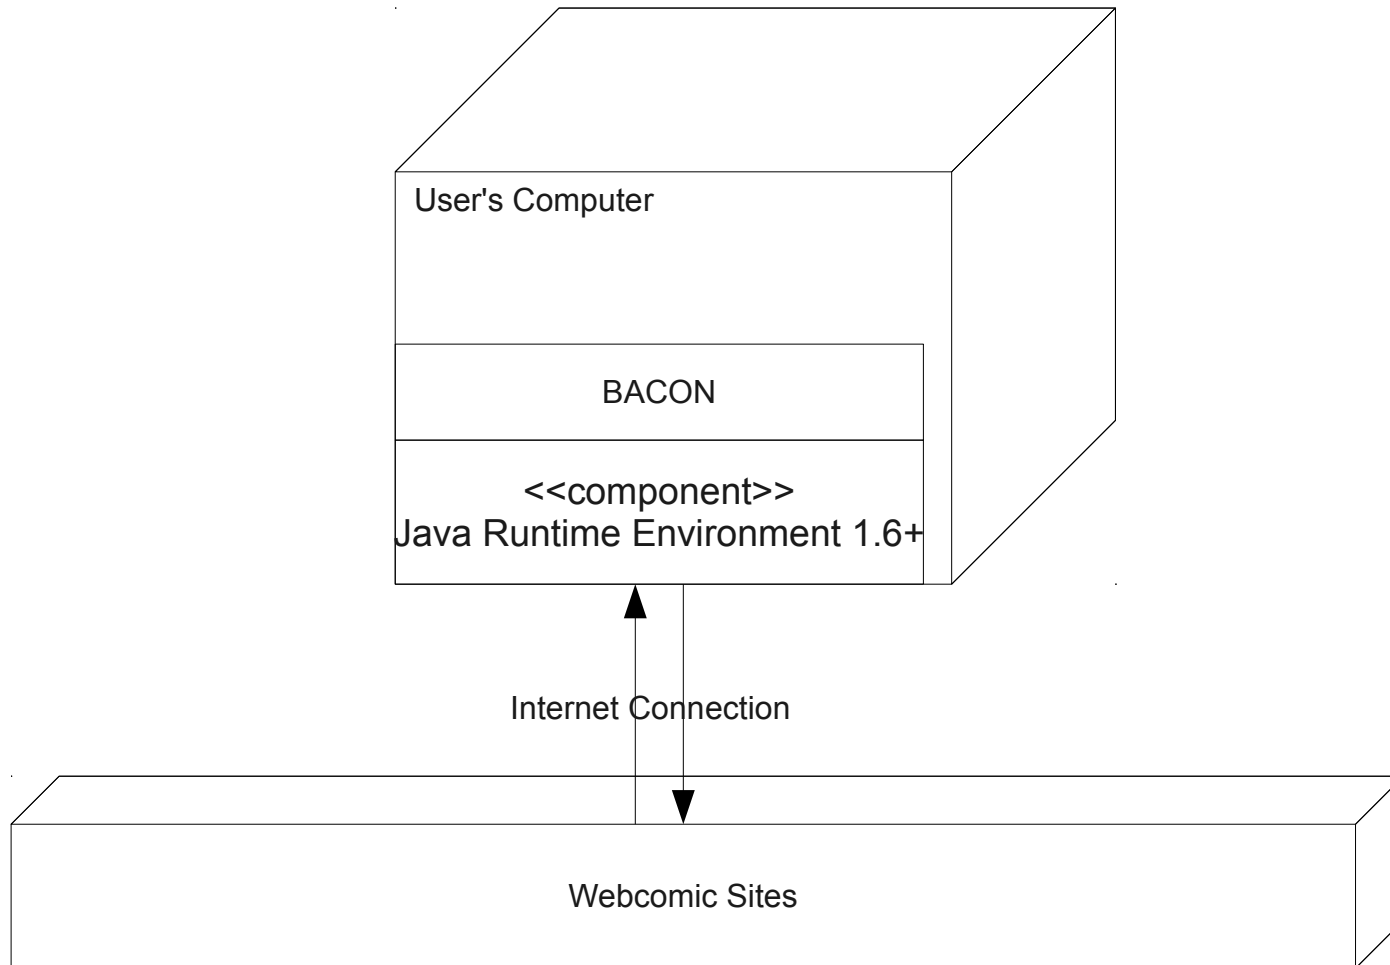 User's Computer
BACON
<<component>>
Java Runtime Environment 1.6+
Internet Connection
Webcomic Sites